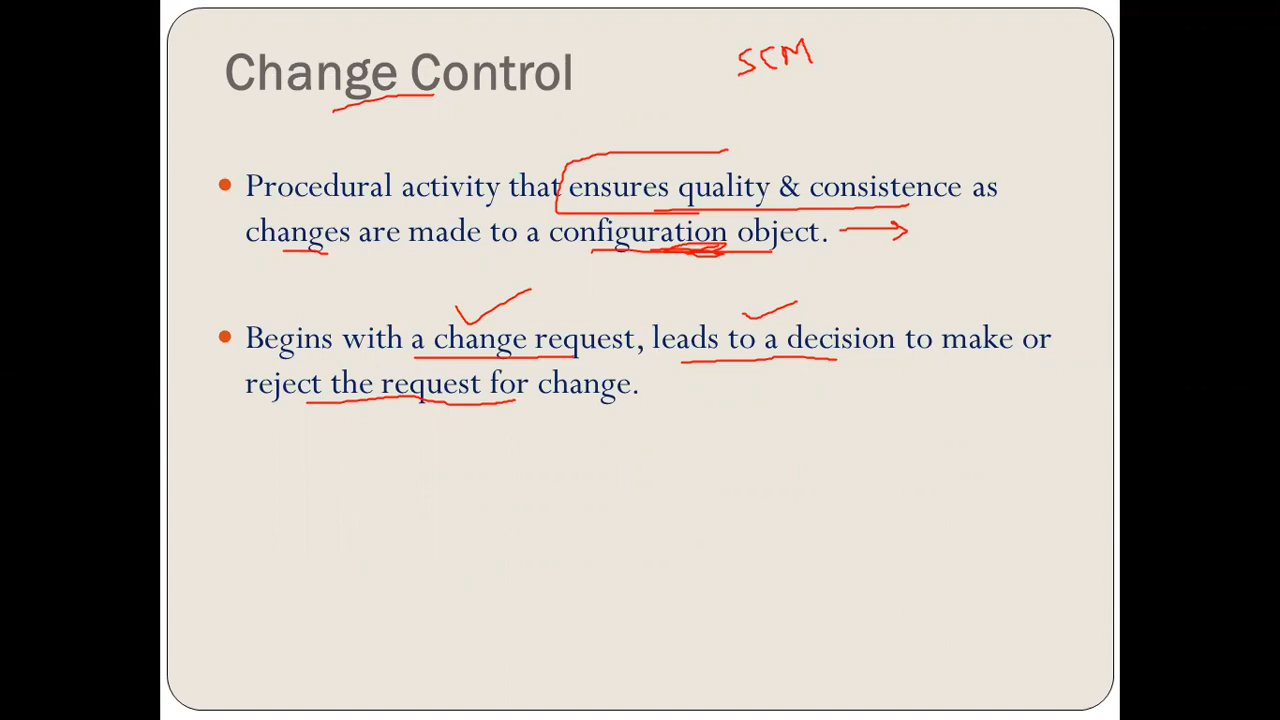 Change Control
SCM
• Procedural activity that ensures quality & consistence as
changes are made to a configuration object.
• Begins with a change request, leads to a decision to make or
reject the request for change.